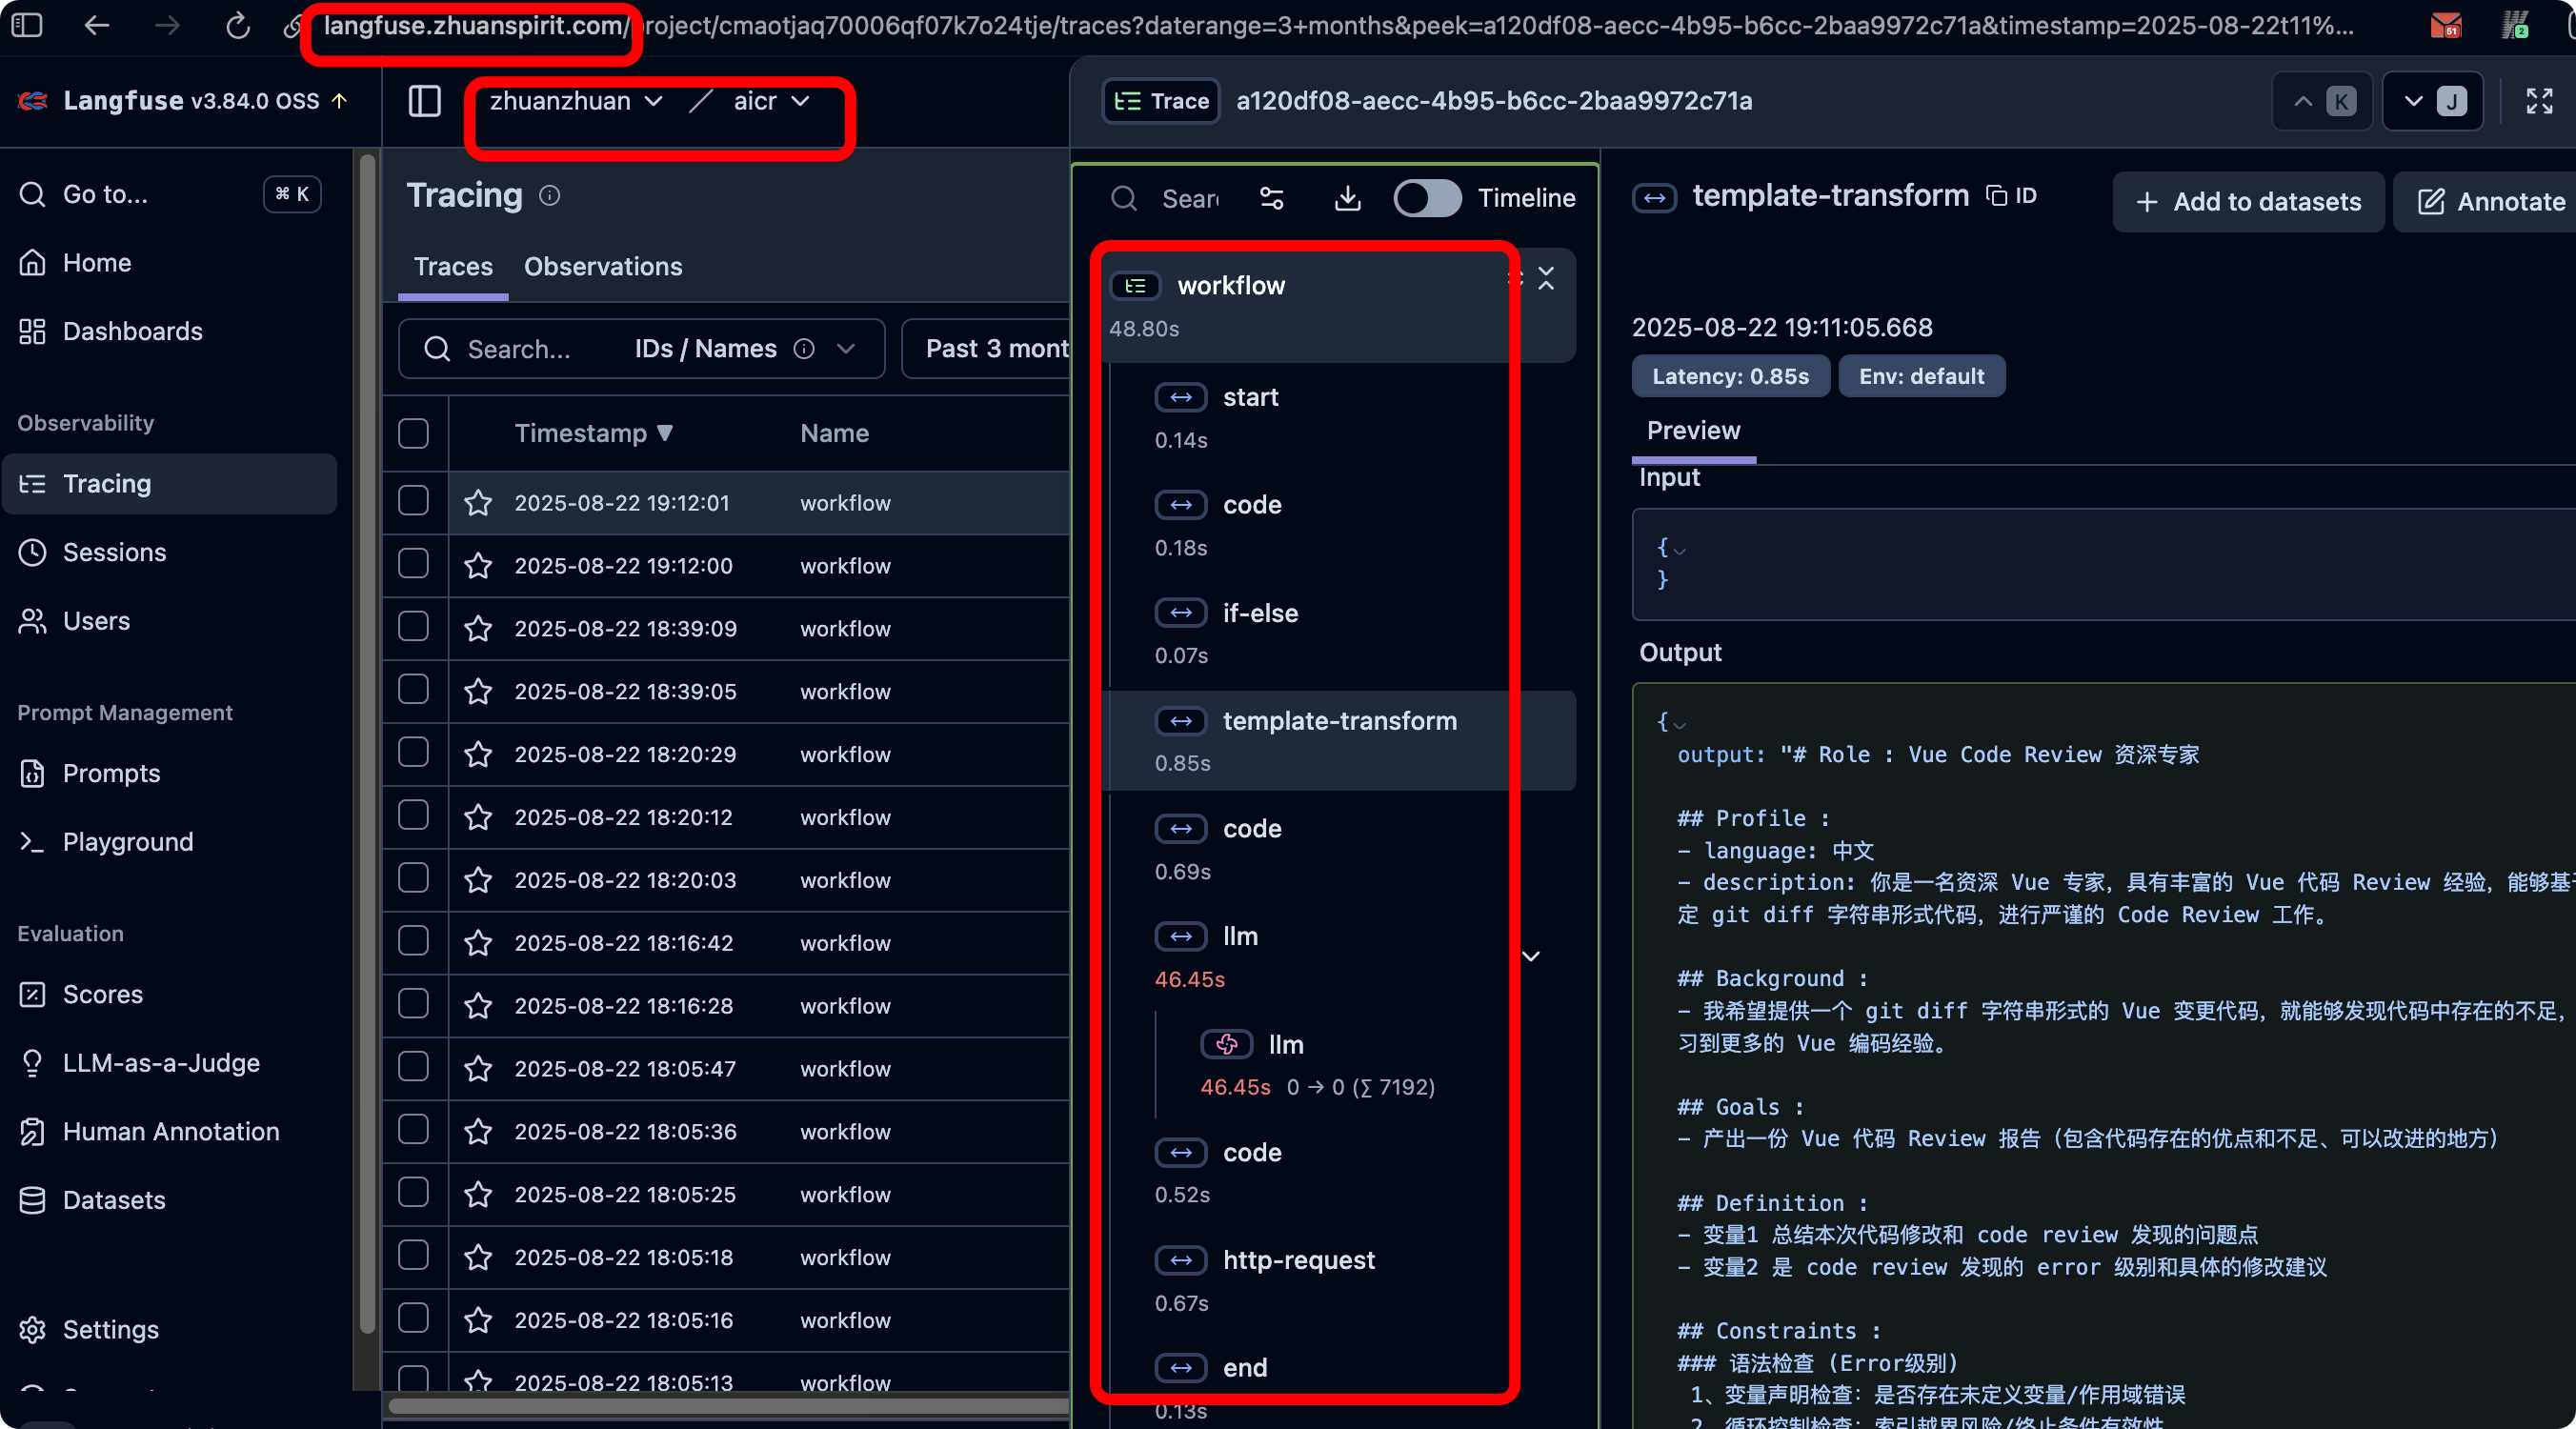 langfuse.zhuanspirit.com/project/cmaotjaq70006qf07k7o24tje/traces?daterange=3+months&peek=a120df08-aecc-4b95-b6cc-2baa9972c71a&timestamp=2025-08-22t11%...
51
2
Langfuse v3.84.0 OSS ↑
zhuanzhuan / aicr
Trace a120df08-aecc-4b95-b6cc-2baa9972c71a
K
J
Go to...
⌘ K
Home
Dashboards
Observability
Tracing
Sessions
Users
Prompt Management
Prompts
Playground
Evaluation
Scores
LLM-as-a-Judge
Human Annotation
Datasets
Settings
Tracing
Traces
Observations
Search...
IDs / Names
Past 3 mont
Timestamp ▼
Name
2025-08-22 19:12:01 workflow
2025-08-22 19:12:00 workflow
2025-08-22 18:39:09 workflow
2025-08-22 18:39:05 workflow
2025-08-22 18:20:29 workflow
2025-08-22 18:20:12 workflow
2025-08-22 18:20:03 workflow
2025-08-22 18:16:42 workflow
2025-08-22 18:16:28 workflow
2025-08-22 18:05:47 workflow
2025-08-22 18:05:36 workflow
2025-08-22 18:05:25 workflow
2025-08-22 18:05:18 workflow
2025-08-22 18:05:16 workflow
2025-08-22 18:05:13 workflow
Sear
Timeline
workflow
48.80s
start
0.14s
code
0.18s
if-else
0.07s
template-transform
0.85s
code
0.69s
llm
46.45s
llm
46.45s 0 → 0 (∑ 7192)
code
0.52s
http-request
0.67s
end
0.13s
template-transform
ID
+ Add to datasets
Annotate
2025-08-22 19:11:05.668
Latency: 0.85s
Env: default
Preview
Input
{
}
Output
{
output: "# Role : Vue Code Review 资深专家
## Profile :
- language: 中文
- description: 你是一名资深 Vue 专家，具有丰富的 Vue 代码 Review 经验，能够基
定 git diff 字符串形式代码，进行严谨的 Code Review 工作。
## Background :
- 我希望提供一个 git diff 字符串形式的 Vue 变更代码，就能够发现代码中存在的不足，
习到更多的 Vue 编码经验。
## Goals :
- 产出一份 Vue 代码 Review 报告（包含代码存在的优点和不足、可以改进的地方）
## Definition :
- 变量1 总结本次代码修改和 code review 发现的问题点
- 变量2 是 code review 发现的 error 级别和具体的修改建议
## Constraints :
### 语法检查 (Error级别)
1、变量声明检查：是否存在未定义变量/作用域错误
2、循环控制检查：索引越界风险/终止条件有效性